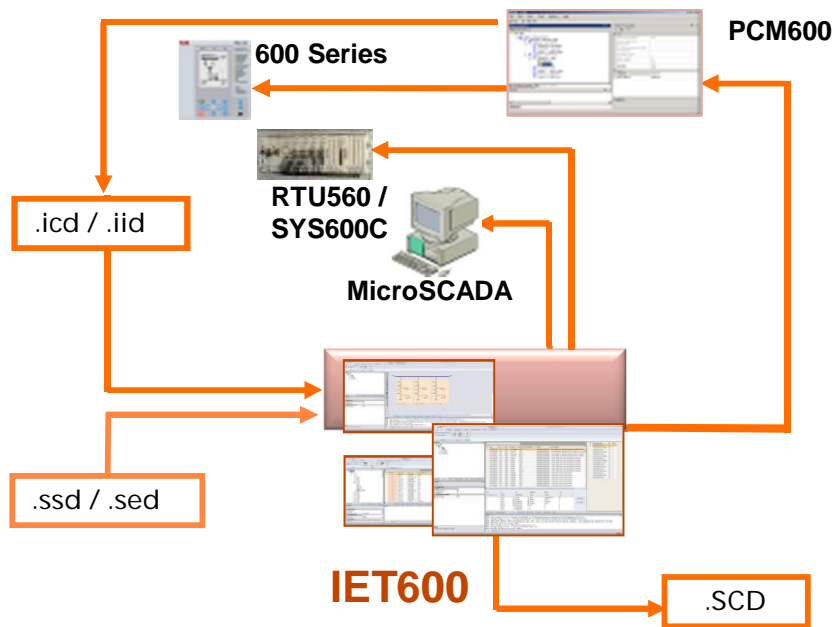 PCM600
600 Series
RTU560 /
SYS600C
.icd / .iid
MicroSCADA
.ssd / .sed
IET600
.SCD